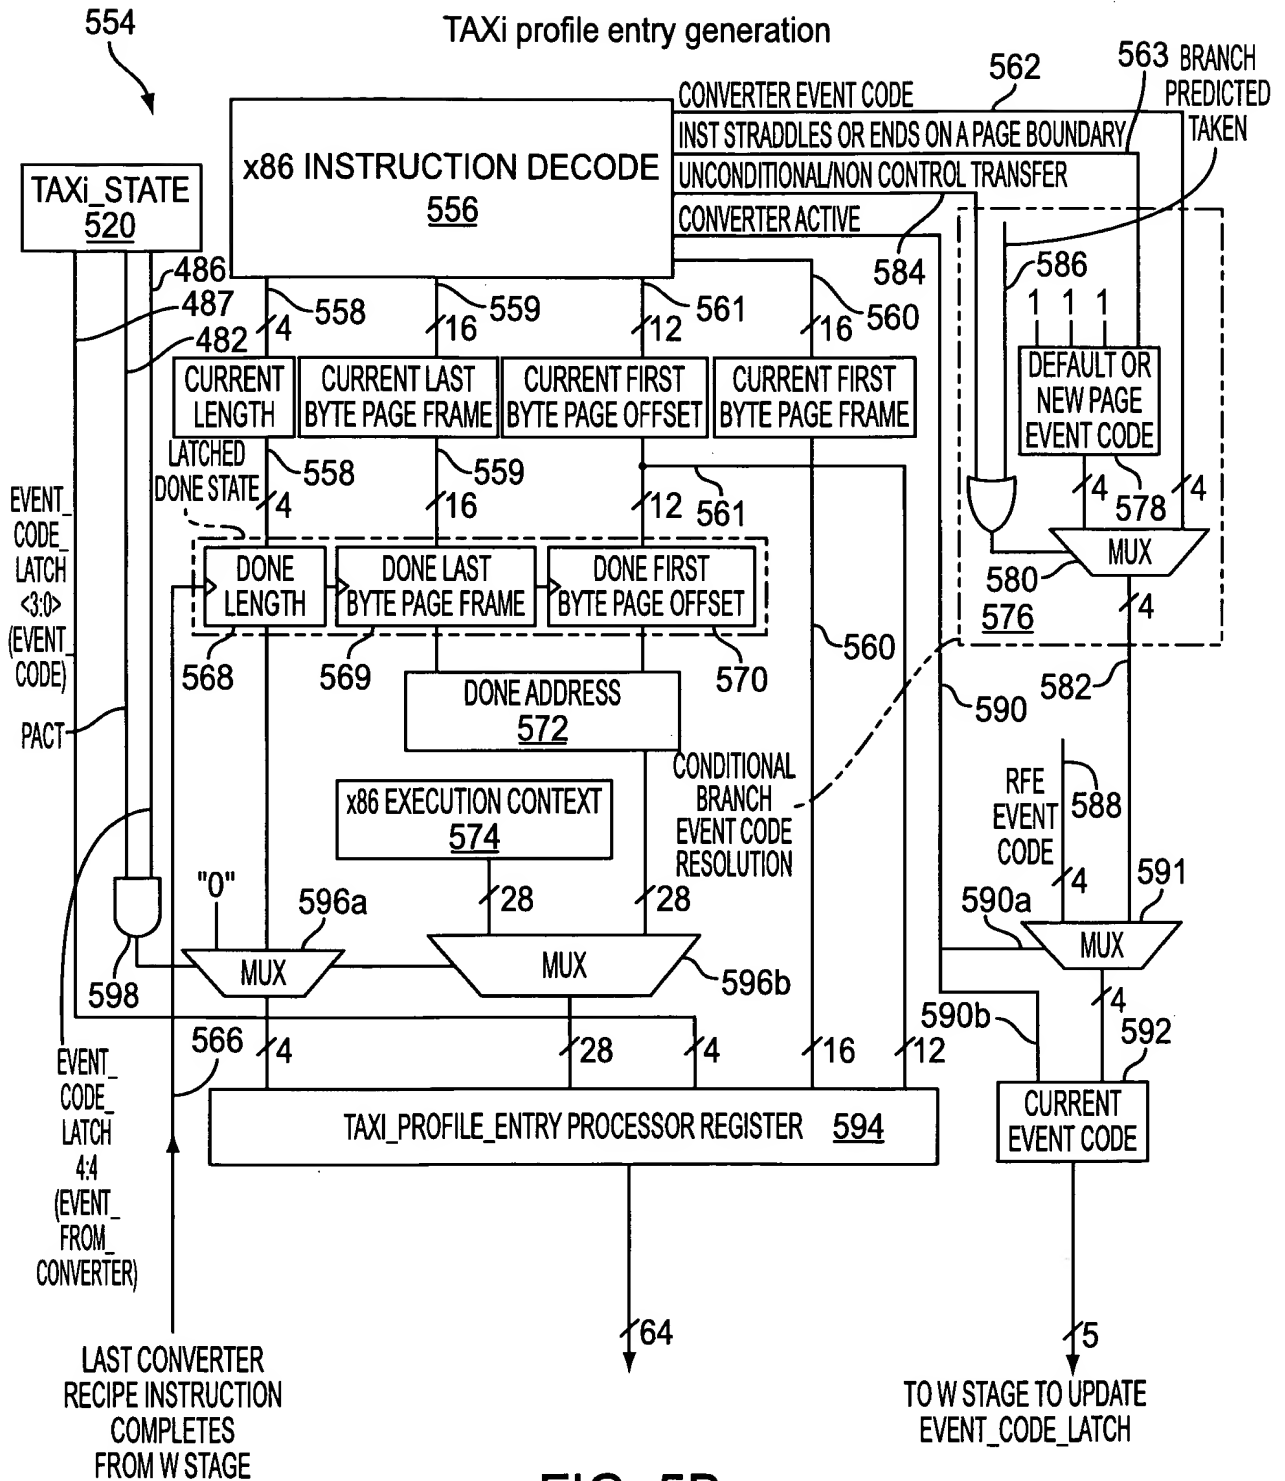 554
TAXi profile entry generation
562
563
BRANCH
PREDICTED
TAKEN
CONVERTER EVENT CODE
INST STRADDLES OR ENDS ON A PAGE BOUNDARY
UNCONDITIONAL/NON CONTROL TRANSFER
CONVERTER ACTIVE
x86 INSTRUCTION DECODE
556
TAXi_STATE
520
486
487
482
558
4
559
16
561
12
560
16
584
586
1 1 1
DEFAULT OR
NEW PAGE
EVENT CODE
578
4
4
CURRENT
LENGTH
CURRENT LAST
BYTE PAGE FRAME
CURRENT FIRST
BYTE PAGE OFFSET
CURRENT FIRST
BYTE PAGE FRAME
LATCHED
DONE STATE
558
4
559
16
12
561
EVENT_
CODE_
LATCH
<3:0>
(EVENT_
CODE)
PACT
DONE
LENGTH
DONE LAST
BYTE PAGE FRAME
DONE FIRST
BYTE PAGE OFFSET
568
569
570
560
MUX
580
576
4
582
590
DONE ADDRESS
572
x86 EXECUTION CONTEXT
574
CONDITIONAL
BRANCH
EVENT CODE
RESOLUTION
RFE
EVENT
CODE
588
4
28
28
"0"
596a
MUX
MUX
596b
598
590a
591
MUX
4
590b
592
566
4
28
4
16
12
EVENT_
CODE_
LATCH
4:4
(EVENT_
FROM_
CONVERTER)
TAXI_PROFILE_ENTRY PROCESSOR REGISTER 594
CURRENT
EVENT CODE
64
5
LAST CONVERTER
RECIPE INSTRUCTION
COMPLETES
FROM W STAGE
TO W STAGE TO UPDATE
EVENT_CODE_LATCH